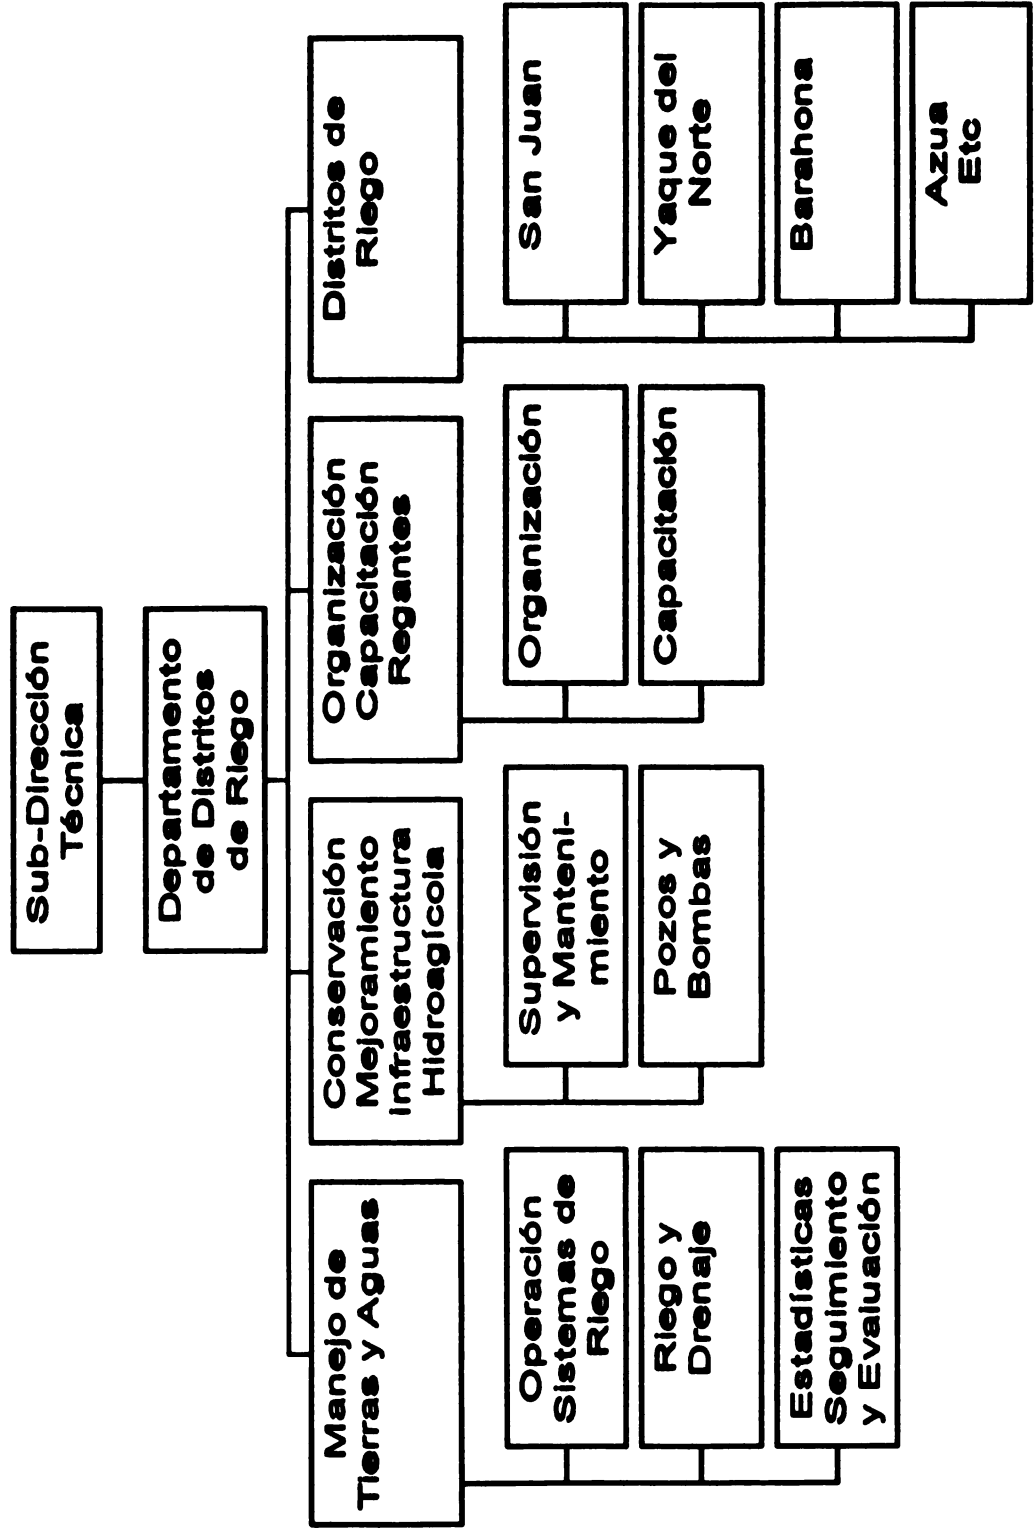 Sub-Dirección
Técnica
Departamento
de Distritos
de Riego
Manejo de
Tierras y Aguas
Operación
Sistemas de
Riego
Riego y
Drenaje
Estadísticas
Seguimiento
y Evaluación
Conservación
Mejoramiento
infraestructura
Hidroagícoia
Supervisión
y Manteni-
miento
Pozos y
Bombas
Organización
Capacitación
Regantes
Organización
Capacitación
Distritos de
Riego
San Juan
Yaque del
Norte
Barahona
Azua
Etc